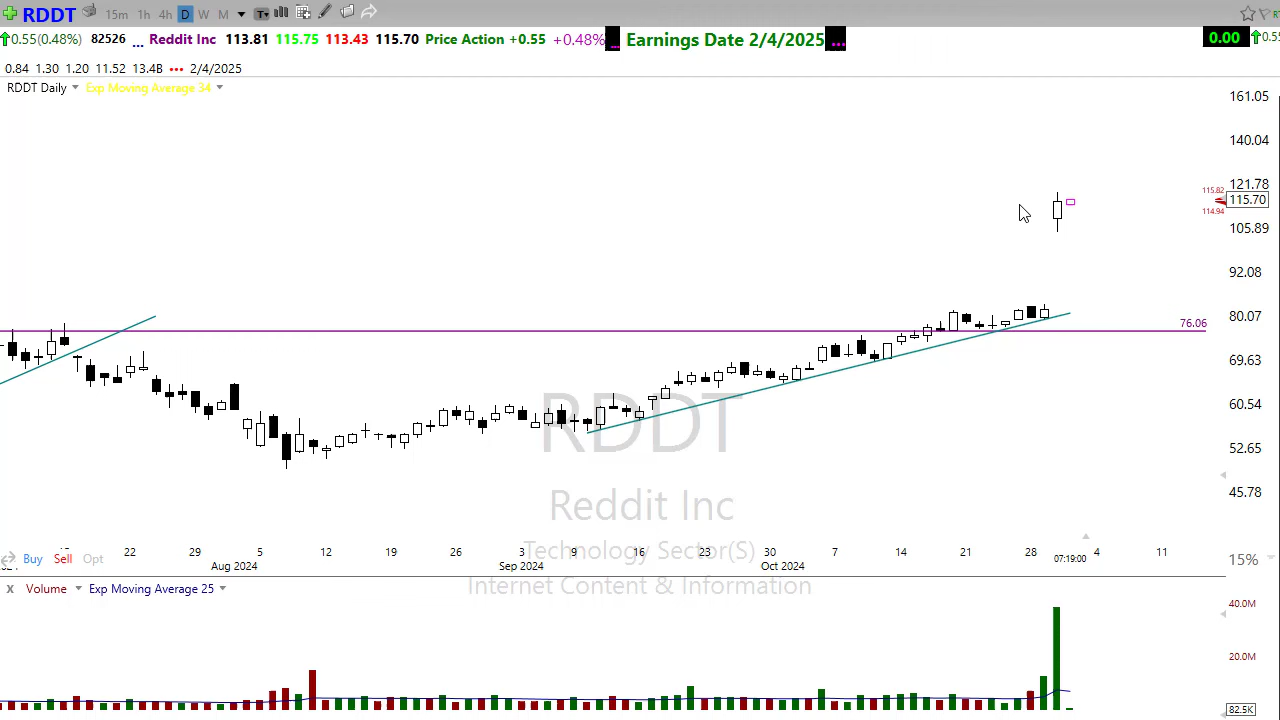 RDDT 15m 1h 4h D W M T
0.55(0.48%) 82526 ... Reddit Inc 113.81 115.75 113.43 115.70 Price Action +0.55 +0.48% ... Earnings Date 2/4/2025 ... 0.00
0.84 1.30 1.20 11.52 13.4B ••• 2/4/2025
RDDT Daily Exp Moving Average 34
161.05
140.04
121.78
115.82
115.70
114.94
105.89
92.08
80.07
76.06
69.63
60.54
52.65
45.78
RDDT
Reddit Inc
Technology Sector(S)
Internet Content & Information
22 29 5 12 19 26 3 9 16 23 30 7 14 21 28 4 11
Buy Sell Opt 07:19:00 15%
Aug 2024 Sep 2024 Oct 2024
X Volume Exp Moving Average 25
40.0M
20.0M
82.5K